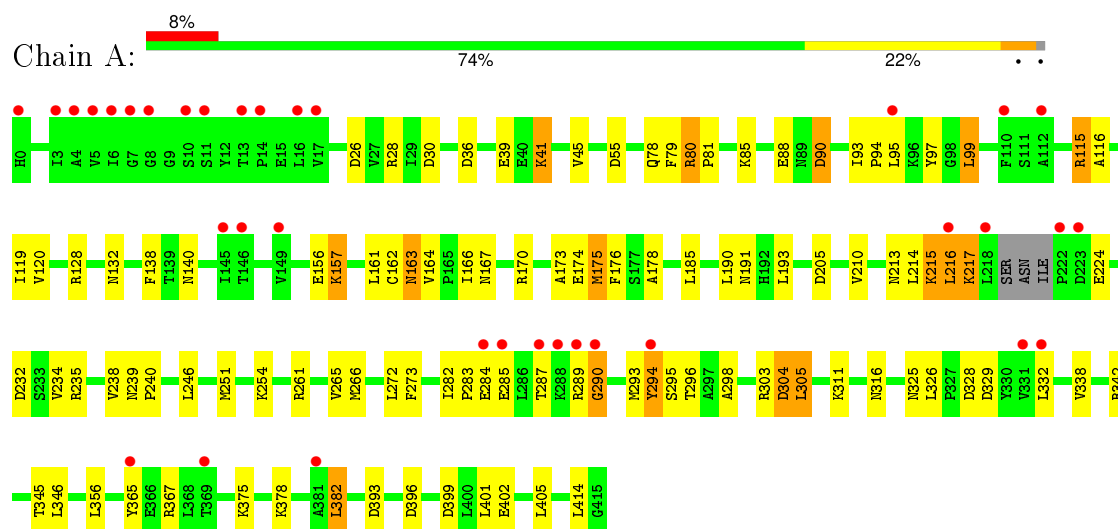 8%
Chain A:
74% 22% • •
H0 I3 A4 V5 I6 G7 G8 G9 S10 S11 Y12 T13 P14 E15 L16 V17 D26 V27 R28 I29 D30 D36 E39 E40 K41 V45 D55 Q78 F79 R80 P81 K85 E88 N89 D90 I93 P94 L95 K96 Y97 G98 L99 F110 S111 A112 R115 A116
I119 V120 R128 N132 F138 T139 N140 I145 T146 V149 E156 K157 L161 C162 N163 V164 P165 I166 N167 R170 A173 E174 M175 F176 S177 A178 L185 L190 N191 H192 L193 D205 V210 N213 L214 K215 L216 K217 L218 SER ASN ILE P222 D223 E224
D232 S233 V234 R235 V238 N239 P240 L246 M251 K254 R261 V265 M266 L272 F273 I282 P283 E284 E285 L286 T287 K288 R289 G290 M293 Y294 S295 T296 A297 A298 R303 D304 L305 K311 N316 N325 L326 P327 D328 D329 Y330 V331 L332 V338 R342
T345 L346 L356 Y365 E366 R367 L368 T369 K375 K378 A381 L382 D393 D396 D399 L400 L401 E402 L405 L414 G415